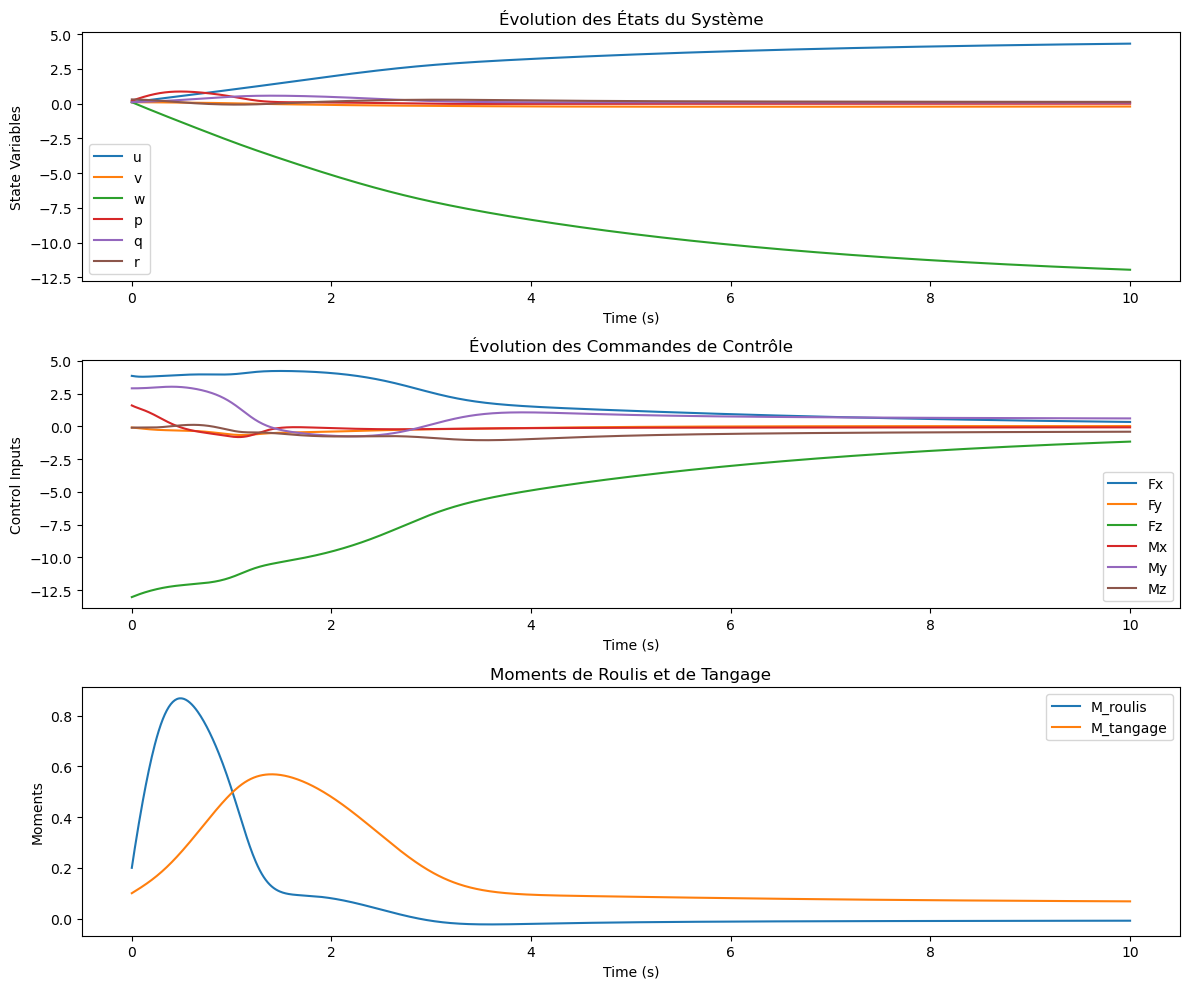 Évolution des États du Système
State Variables
5.0
2.5
0.0
−2.5
−5.0
−7.5
−10.0
−12.5
u
v
w
p
q
r
0 2 4 6 8 10
Time (s)
Évolution des Commandes de Contrôle
Control Inputs
5.0
2.5
0.0
−2.5
−5.0
−7.5
−10.0
−12.5
Fx
Fy
Fz
Mx
My
Mz
0 2 4 6 8 10
Time (s)
Moments de Roulis et de Tangage
Moments
0.8
0.6
0.4
0.2
0.0
M_roulis
M_tangage
0 2 4 6 8 10
Time (s)